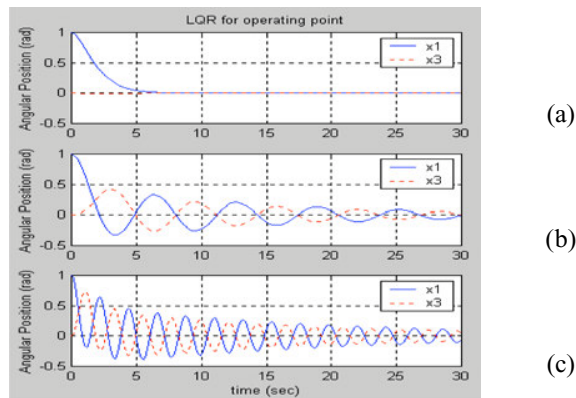 LQR for operating point
Angular Position (rad)
1
0.5
0
-0.5
x1
x3
0 5 10 15 20 25 30
(a)
Angular Position (rad)
1
0.5
0
-0.5
x1
x3
0 5 10 15 20 25 30
(b)
Angular Position (rad)
1
0.5
0
-0.5
x1
x3
0 5 10 15 20 25 30
time (sec)
(c)